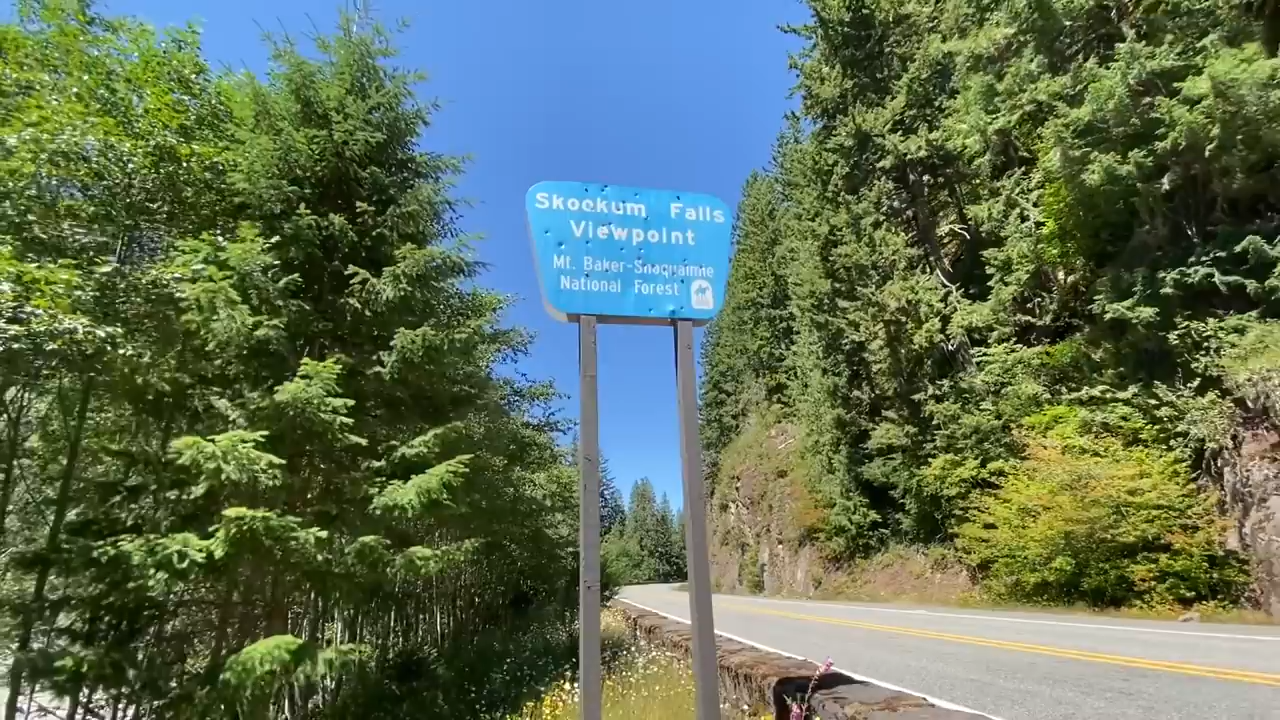 Skookum Falls
Viewpoint
Mt. Baker-Snoqualmie
National Forest